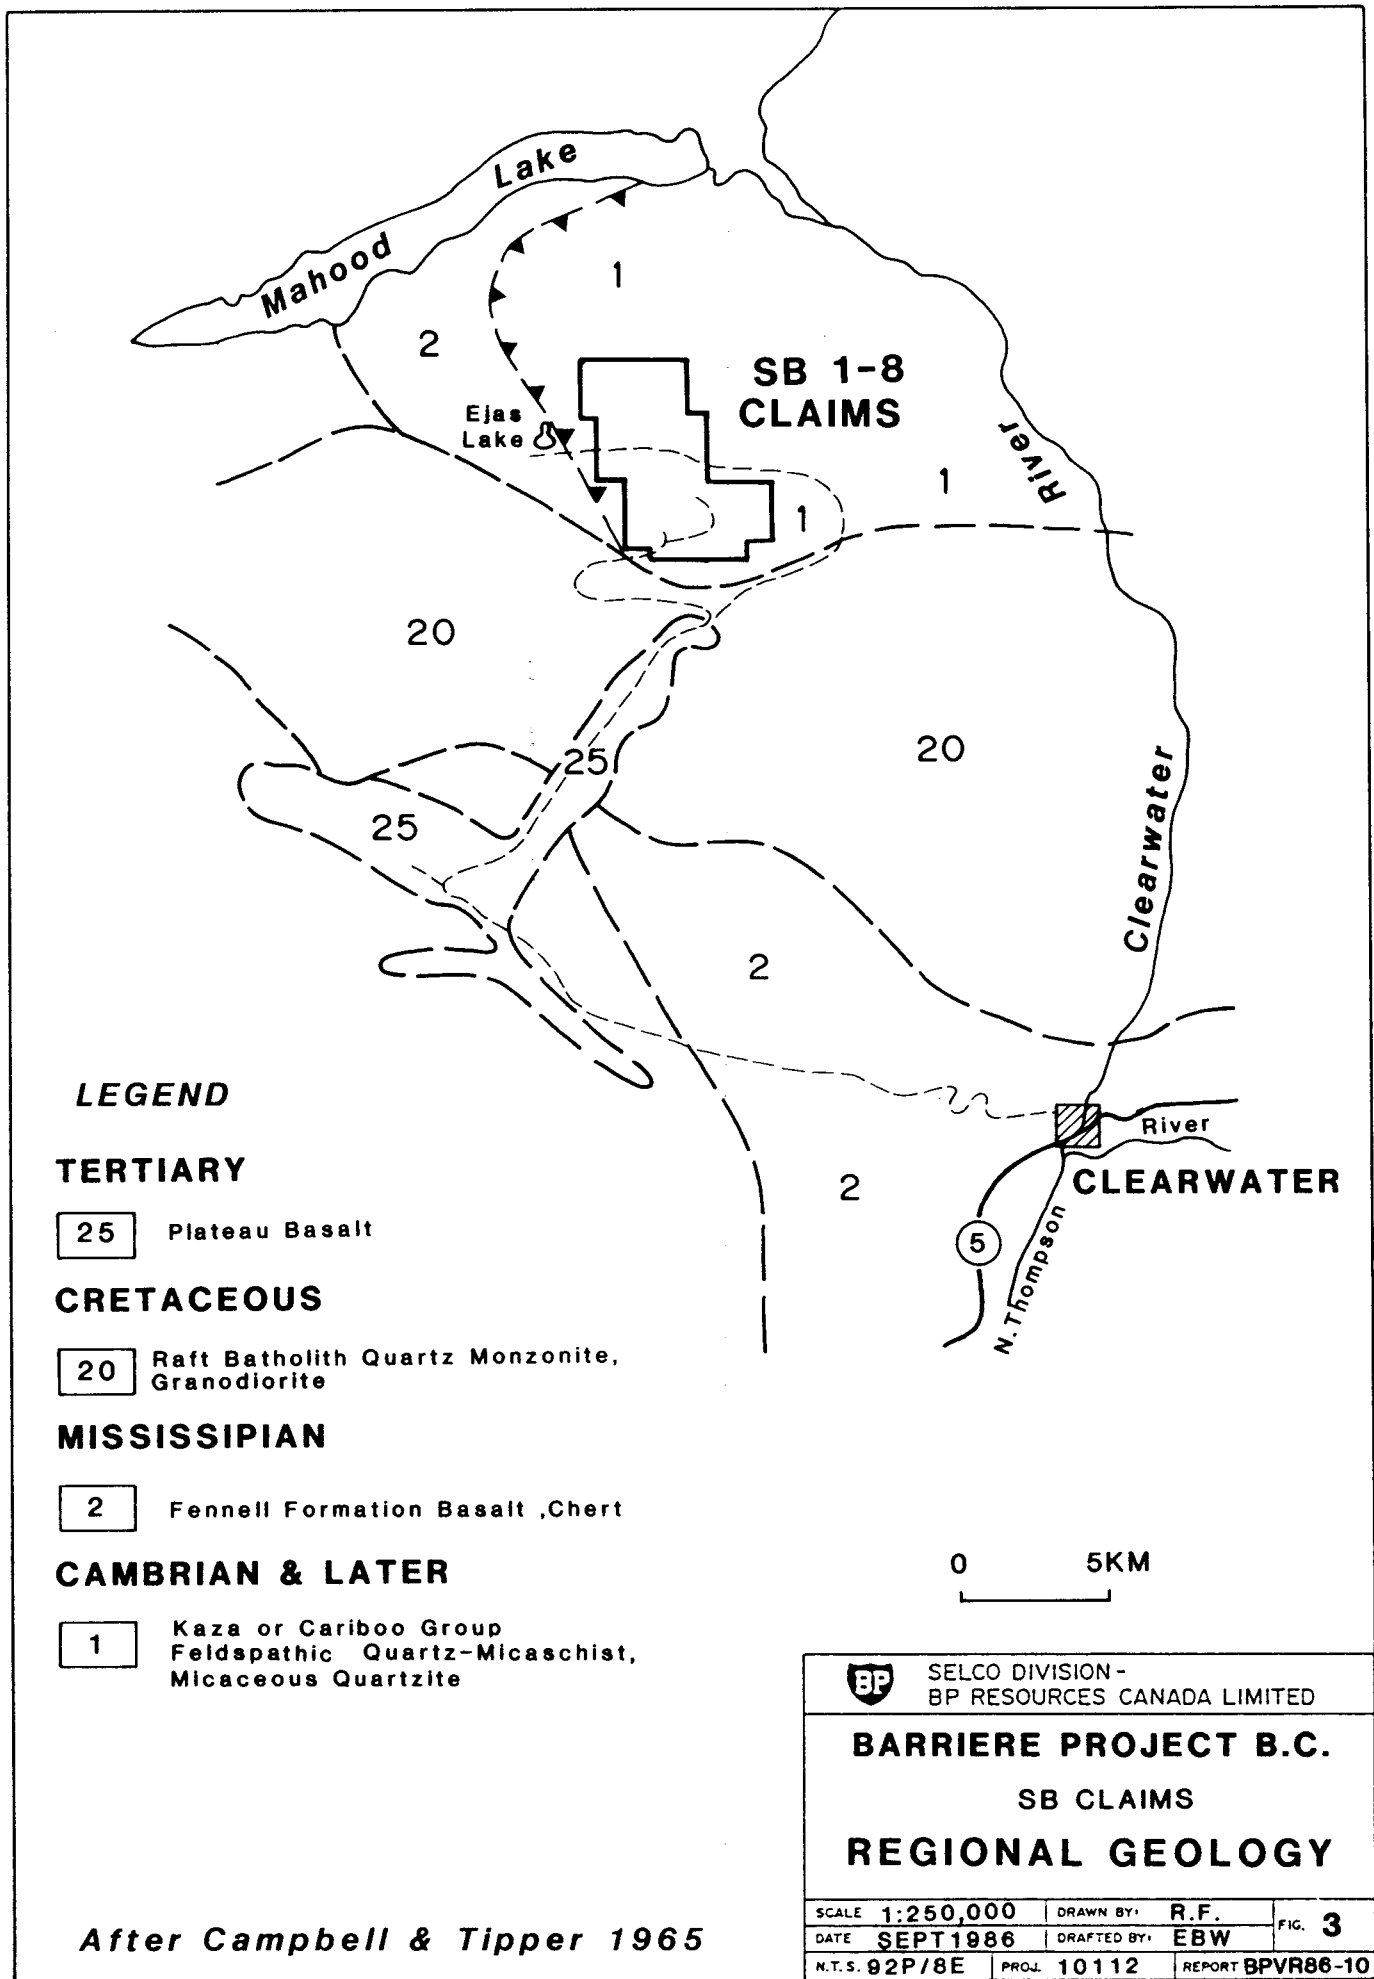 Mahood Lake
1
2
SB 1-8
CLAIMS
Ejas
Lake
1
1
River
20
20
25
25
Clearwater
2
River
CLEARWATER
2
5
N.Thompson
LEGEND
TERTIARY
25 Plateau Basalt
CRETACEOUS
20 Raft Batholith Quartz Monzonite,
Granodiorite
MISSISSIPIAN
2 Fennell Formation Basalt ,Chert
CAMBRIAN & LATER
1 Kaza or Cariboo Group
Feldspathic Quartz-Micaschist,
Micaceous Quartzite
0 5KM
BP SELCO DIVISION -
BP RESOURCES CANADA LIMITED
BARRIERE PROJECT B.C.
SB CLAIMS
REGIONAL GEOLOGY
SCALE 1:250,000 DRAWN BY: R.F. FIG. 3
DATE SEPT 1986 DRAFTED BY: EBW
N.T.S. 92P/8E PROJ. 10112 REPORT BPVR86-10
After Campbell & Tipper 1965